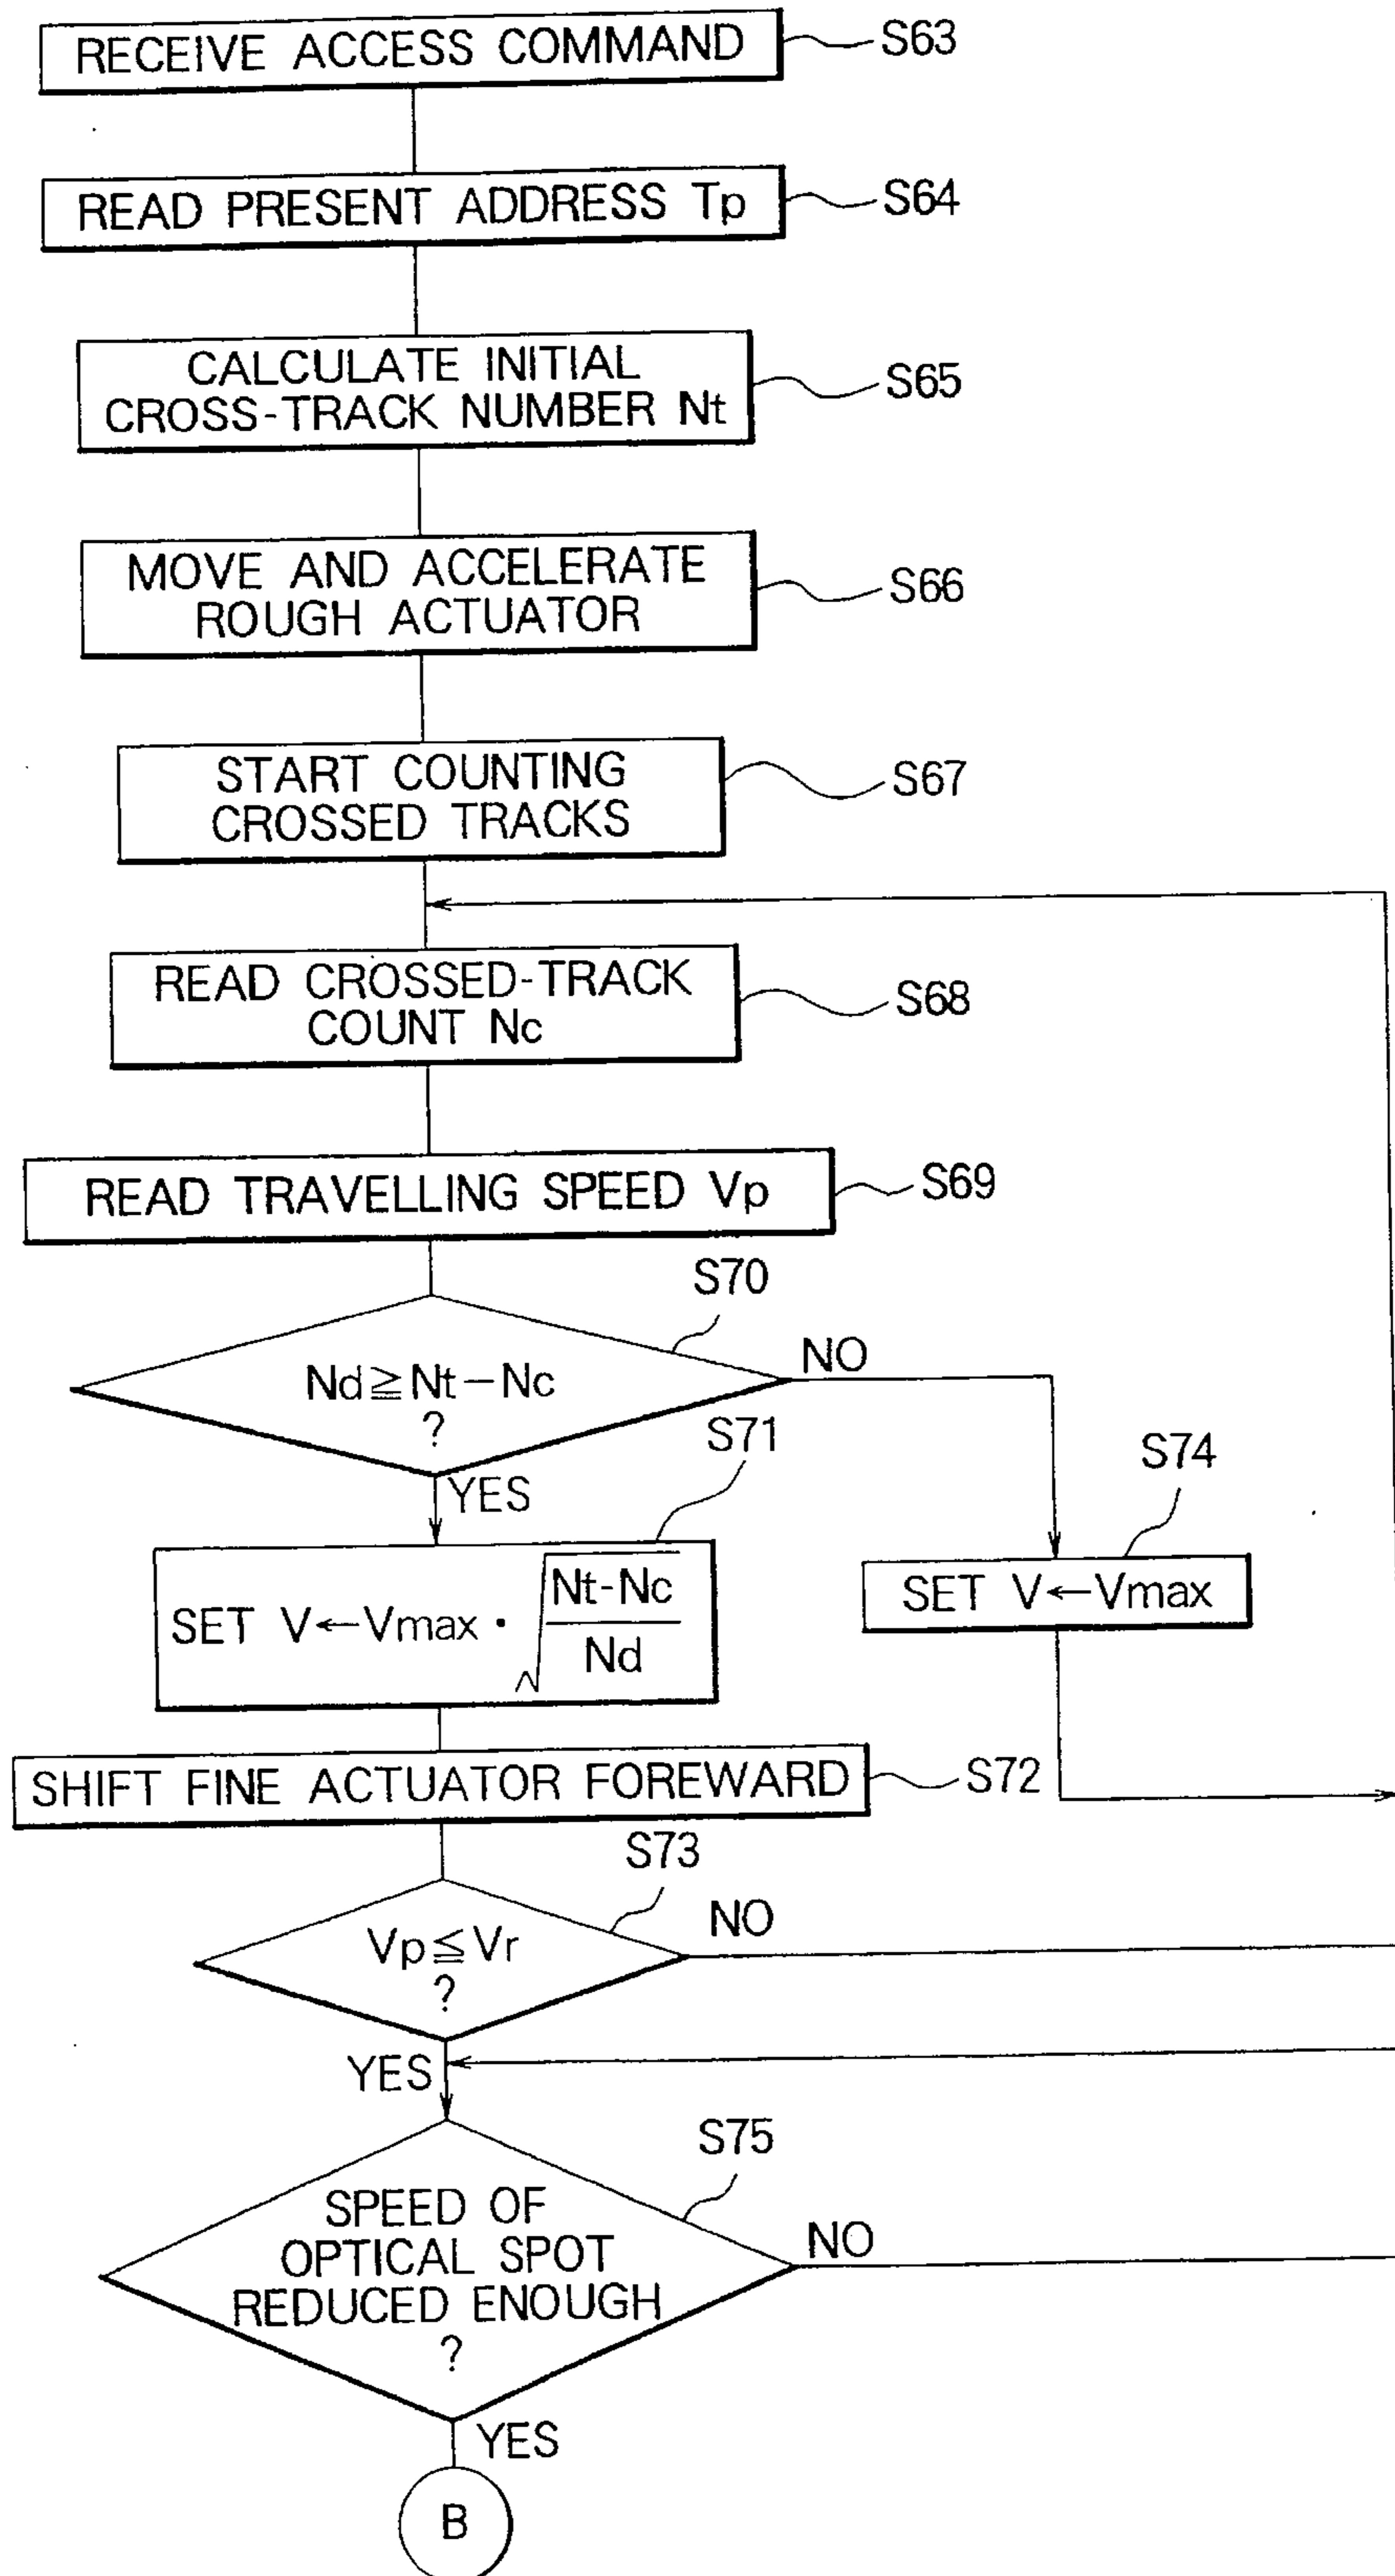 RECEIVE ACCESS COMMAND
S63
READ PRESENT ADDRESS Tp
S64
CALCULATE INITIAL
CROSS-TRACK NUMBER Nt
S65
MOVE AND ACCELERATE
ROUGH ACTUATOR
S66
START COUNTING
CROSSED TRACKS
S67
READ CROSSED-TRACK
COUNT Nc
S68
READ TRAVELLING SPEED Vp
S69
S70
Nd≧Nt−Nc
?
NO
YES
S71
SET V←Vmax・√
Nt-Nc
Nd
S74
SET V←Vmax
SHIFT FINE ACTUATOR FOREWARD
S72
S73
Vp≦Vr
?
NO
YES
S75
SPEED OF
OPTICAL SPOT
REDUCED ENOUGH
?
NO
YES
B